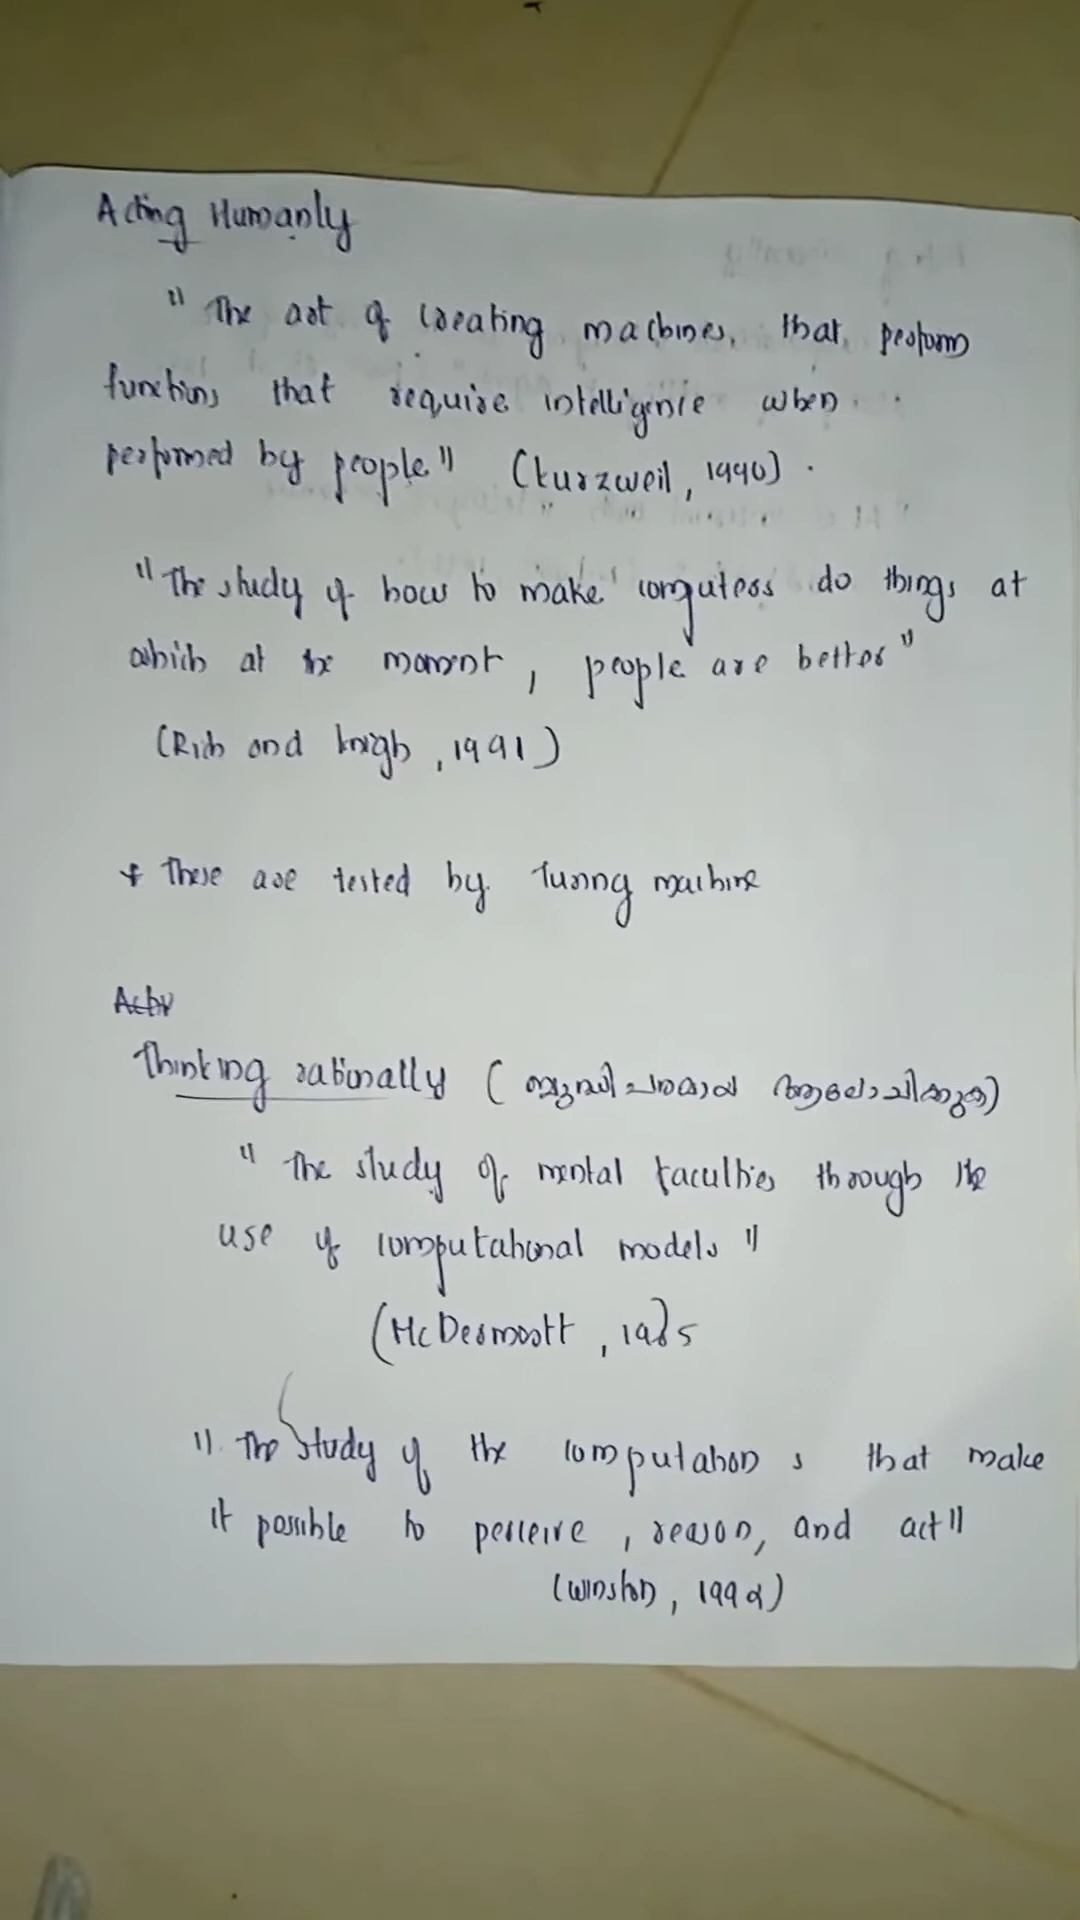 Acting Humanly
"The art of creating machines, that perform
functions that require intelligence when
performed by people" (Kurzweil, 1990).
"The study of how to make computers do things at
which at the moment, people are better"
(Rich and knigh, 1991)
* These are tested by Turing machine
Thinking rationally (ബുദ്ധിപരമായ ആലോചിക്കുക)
"The study of mental faculties through the
use of computational models"
(McDermott, 1985
"The study of the computation s that make
it possible to perceive, reason, and act"
(Winston, 1992)